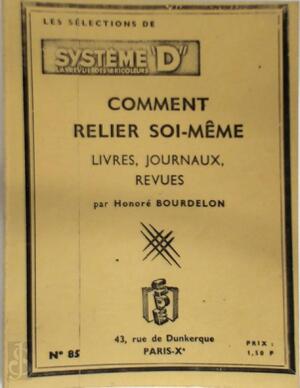 LES SÉLECTIONS DE
SYSTÈME "D"
LA REVUE DES BRICOLEURS
COMMENT
RELIER SOI-MÊME
LIVRES, JOURNAUX,
REVUES
par Honoré BOURDELON
43, rue de Dunkerque
PARIS-Xe
N° 85
PRIX :
1,50 F